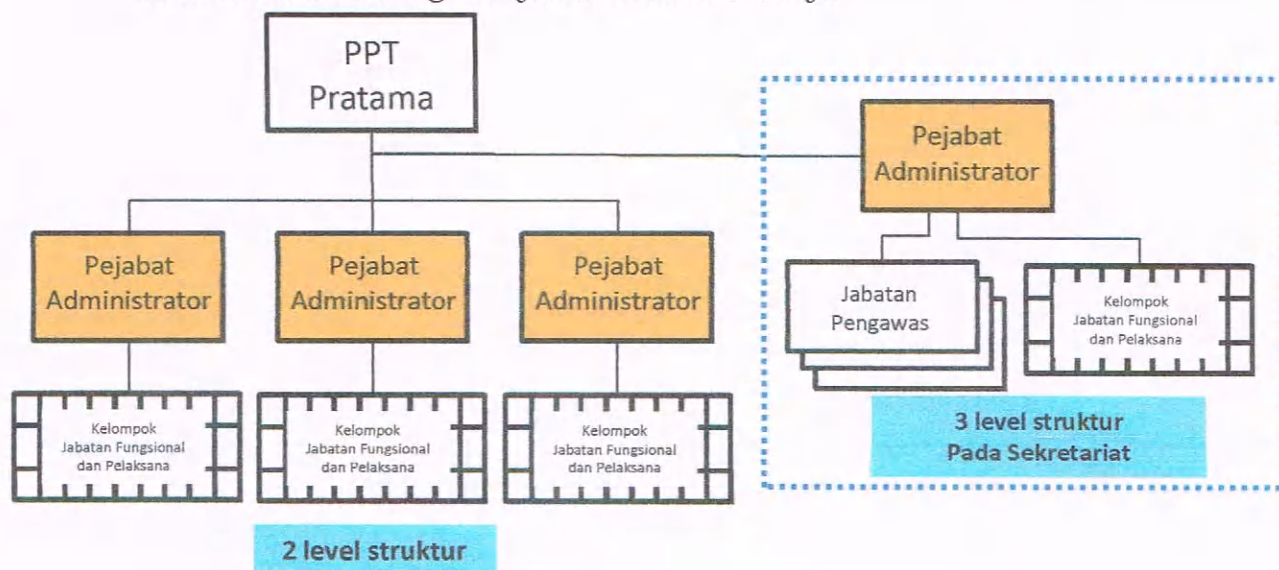 PPT
Pratama
Pejabat
Administrator
Pejabat
Administrator
Pejabat
Administrator
Pejabat
Administrator
Jabatan
Pengawas
Kelompok
Jabatan Fungsional
dan Pelaksana
Kelompok
Jabatan Fungsional
dan Pelaksana
Kelompok
Jabatan Fungsional
dan Pelaksana
Kelompok
Jabatan Fungsional
dan Pelaksana
3 level struktur
Pada Sekretariat
2 level struktur